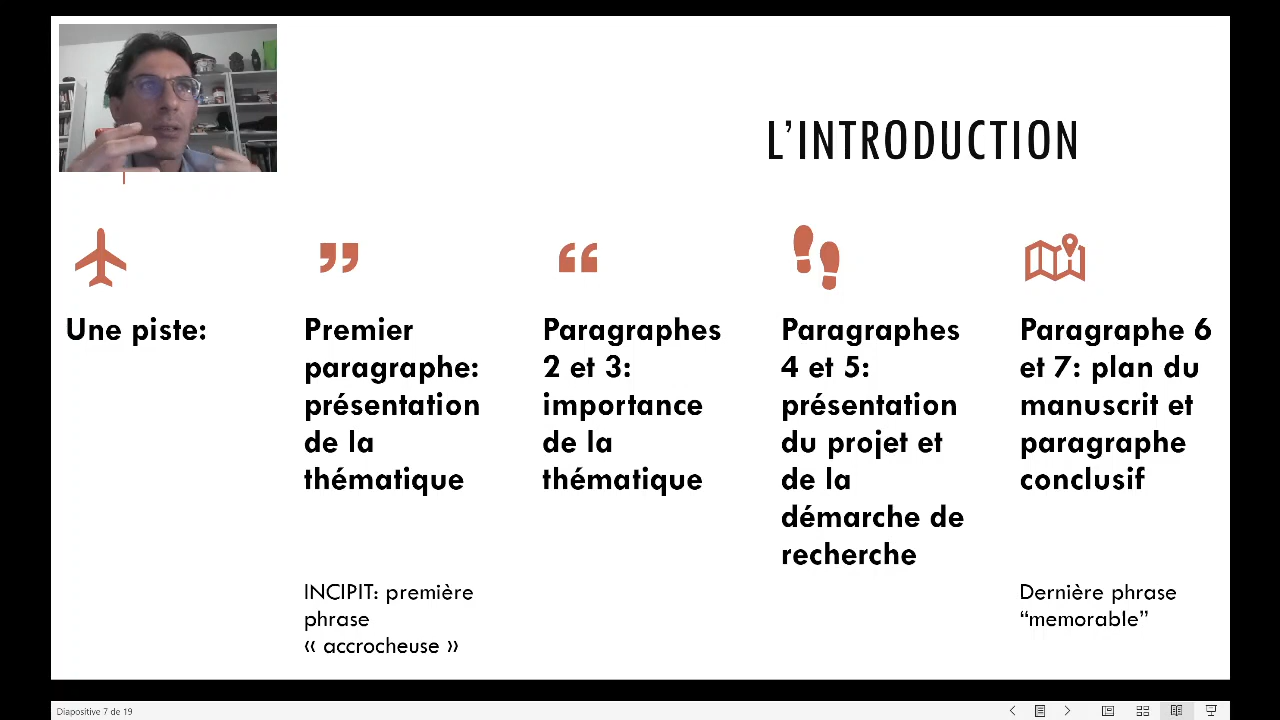 L'INTRODUCTION
Une piste:
Premier
paragraphe:
présentation
de la
thématique
INCIPIT: première
phrase
« accrocheuse »
Paragraphes
2 et 3:
importance
de la
thématique
Paragraphes
4 et 5:
présentation
du projet et
de la
démarche de
recherche
Paragraphe 6
et 7: plan du
manuscrit et
paragraphe
conclusif
Dernière phrase
“memorable”
Diapositive 7 de 19